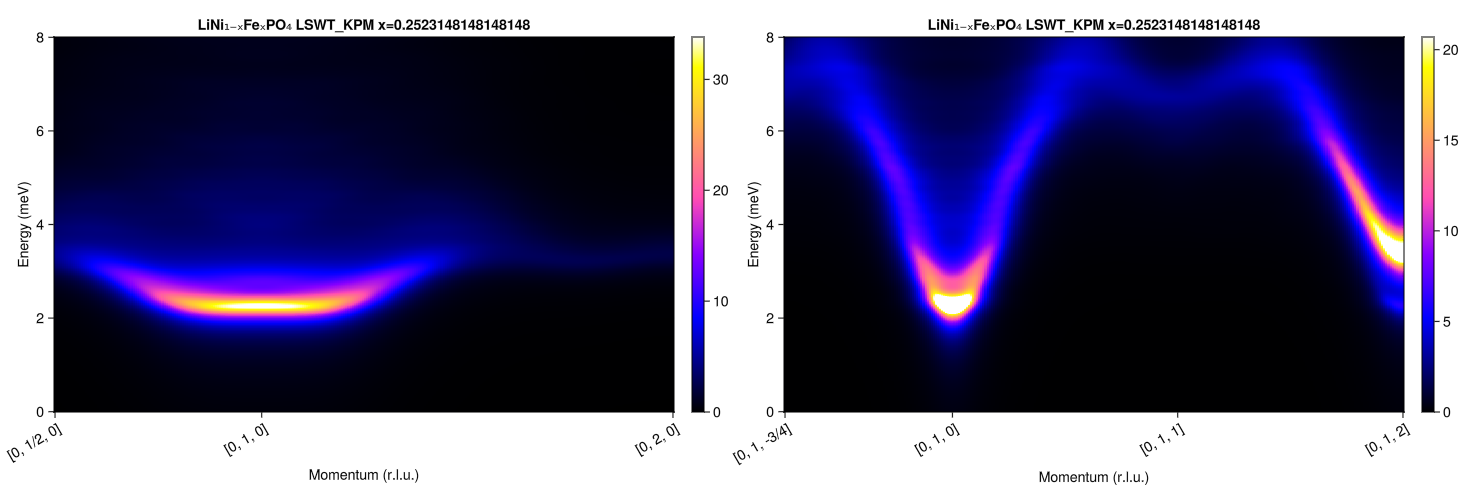 LiNi₁₋ₓFeₓPO₄ LSWT_KPM x=0.2523148148148148
8
6
4
2
0
Energy (meV)
[0, 1/2, 0]
[0, 1, 0]
[0, 2, 0]
Momentum (r.l.u.)
30
20
10
0
LiNi₁₋ₓFeₓPO₄ LSWT_KPM x=0.2523148148148148
8
6
4
2
0
Energy (meV)
[0, 1, -3/4]
[0, 1, 0]
[0, 1, 1]
[0, 1, 2]
Momentum (r.l.u.)
20
15
10
5
0